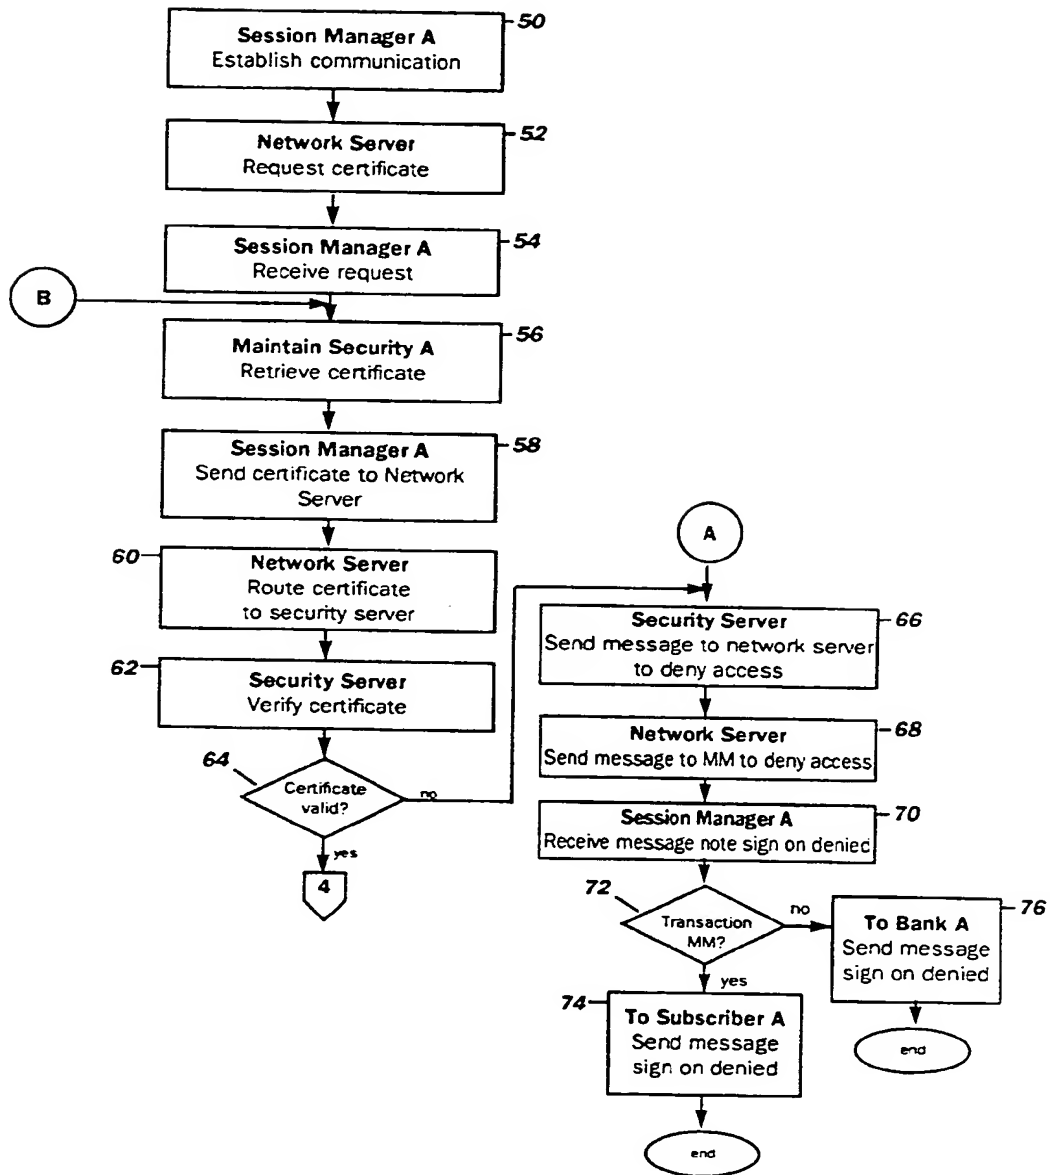 50
Session Manager A
Establish communication
52
Network Server
Request certificate
54
Session Manager A
Receive request
B
56
Maintain Security A
Retrieve certificate
58
Session Manager A
Send certificate to Network
Server
60
Network Server
Route certificate
to security server
62
Security Server
Verify certificate
64
Certificate
valid?
no
yes
4
A
66
Security Server
Send message to network server
to deny access
68
Network Server
Send message to MM to deny access
70
Session Manager A
Receive message note sign on denied
72
Transaction
MM?
no
yes
76
To Bank A
Send message
sign on denied
end
74
To Subscriber A
Send message
sign on denied
end